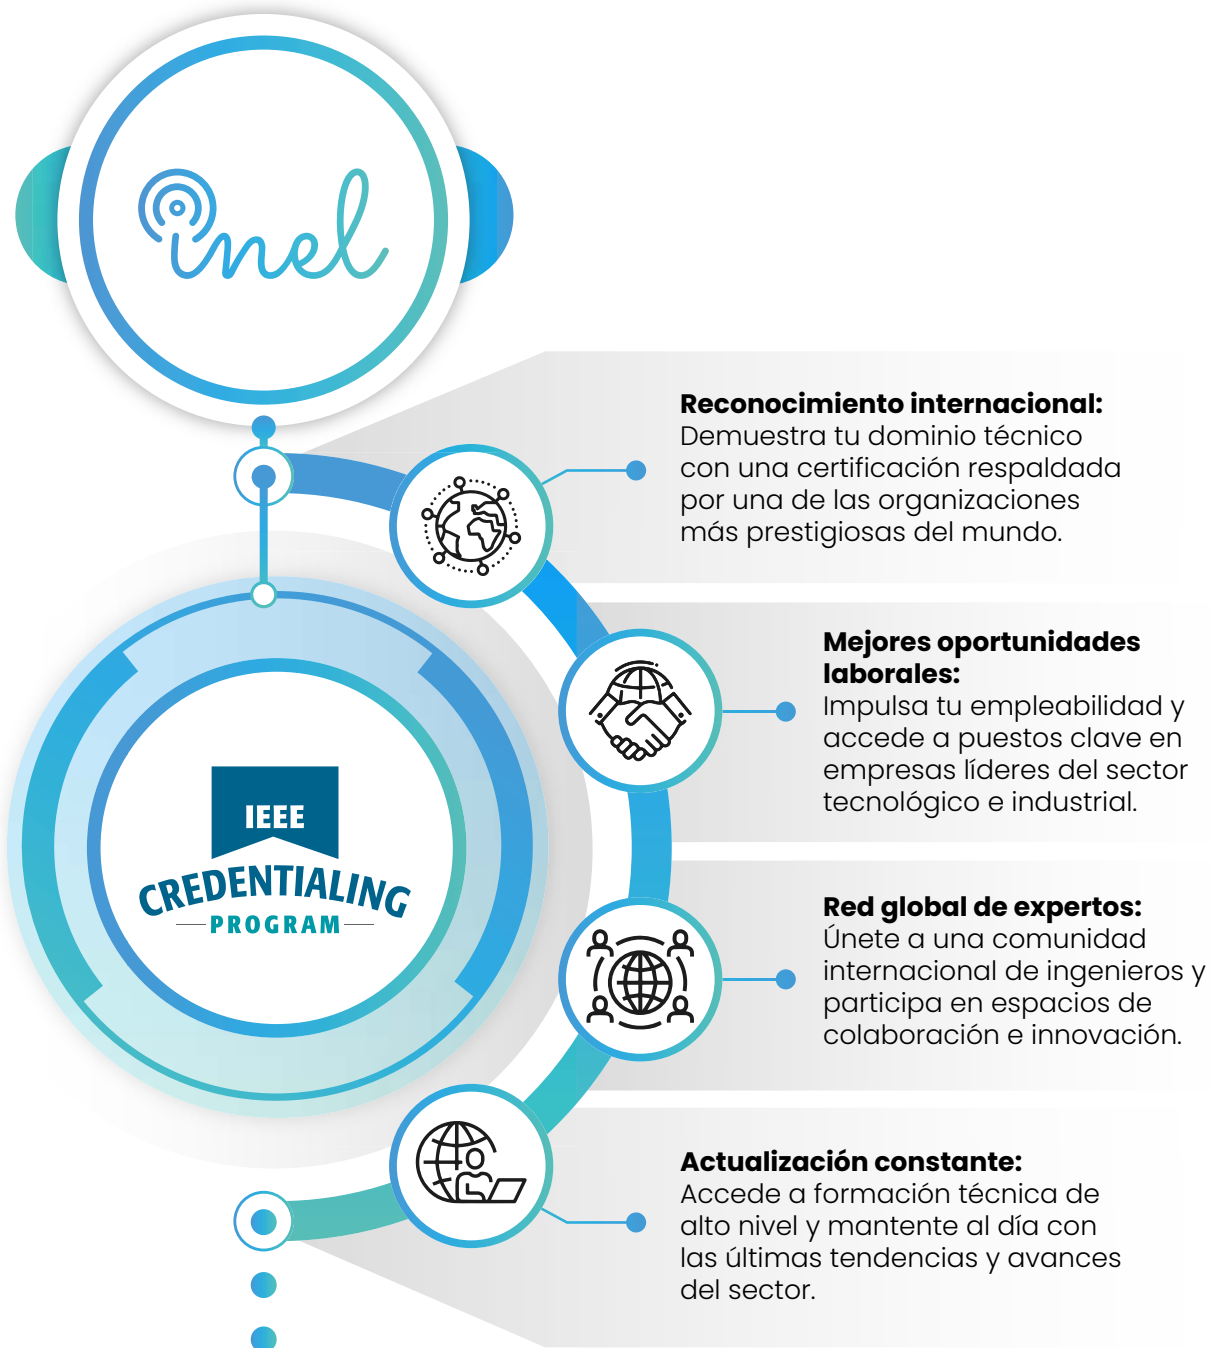 inel
Reconocimiento internacional:
Demuestra tu dominio técnico
con una certificación respaldada
por una de las organizaciones
más prestigiosas del mundo.
Mejores oportunidades
laborales:
Impulsa tu empleabilidad y
accede a puestos clave en
empresas líderes del sector
tecnológico e industrial.
IEEE
CREDENTIALING
PROGRAM
Red global de expertos:
Únete a una comunidad
internacional de ingenieros y
participa en espacios de
colaboración e innovación.
Actualización constante:
Accede a formación técnica de
alto nivel y mantente al día con
las últimas tendencias y avances
del sector.